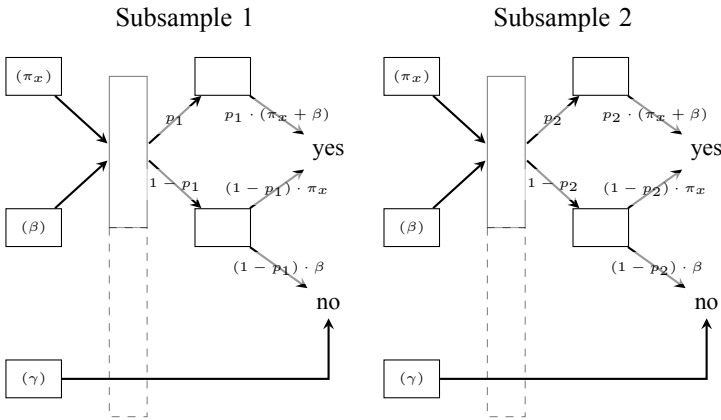 Subsample 1
(πₓ)
p₁
p₁ · (πₓ + β)
yes
1 − p₁
(1 − p₁) · πₓ
(β)
(1 − p₁) · β
no
(γ)
Subsample 2
(πₓ)
p₂
p₂ · (πₓ + β)
yes
1 − p₂
(1 − p₂) · πₓ
(β)
(1 − p₂) · β
no
(γ)